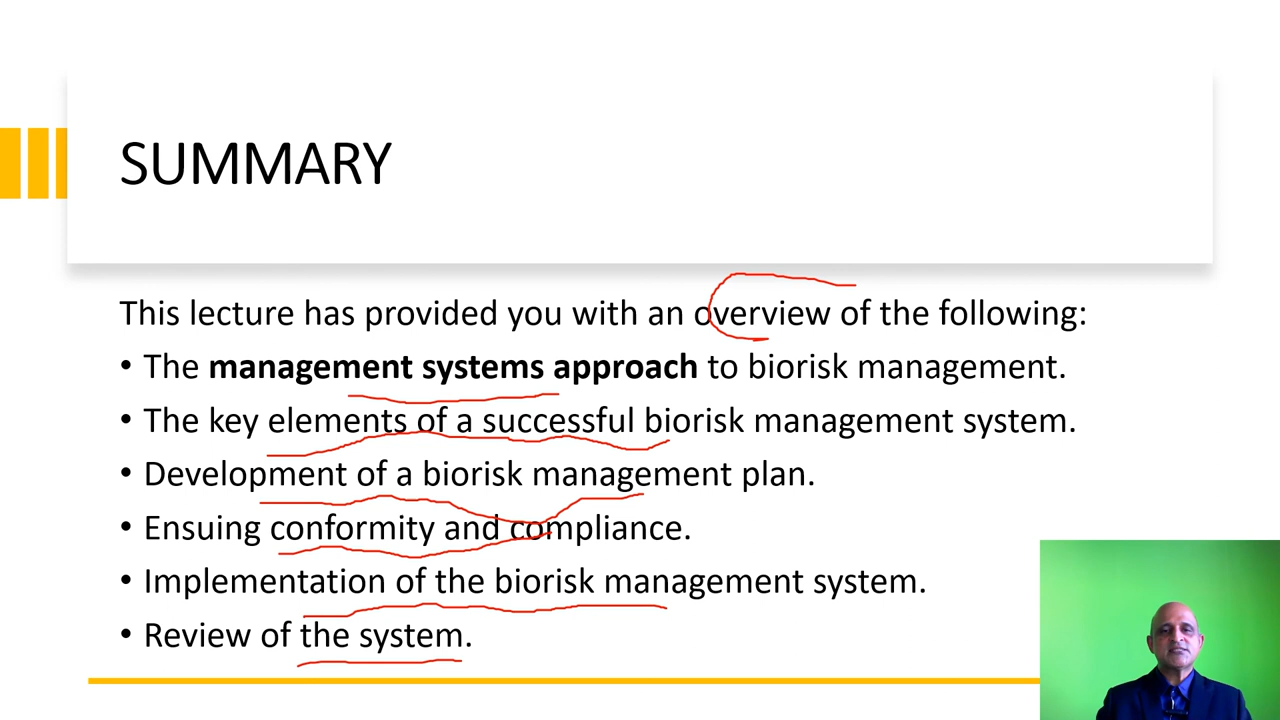 SUMMARY
This lecture has provided you with an overview of the following:
• The management systems approach to biorisk management.
• The key elements of a successful biorisk management system.
• Development of a biorisk management plan.
• Ensuing conformity and compliance.
• Implementation of the biorisk management system.
• Review of the system.